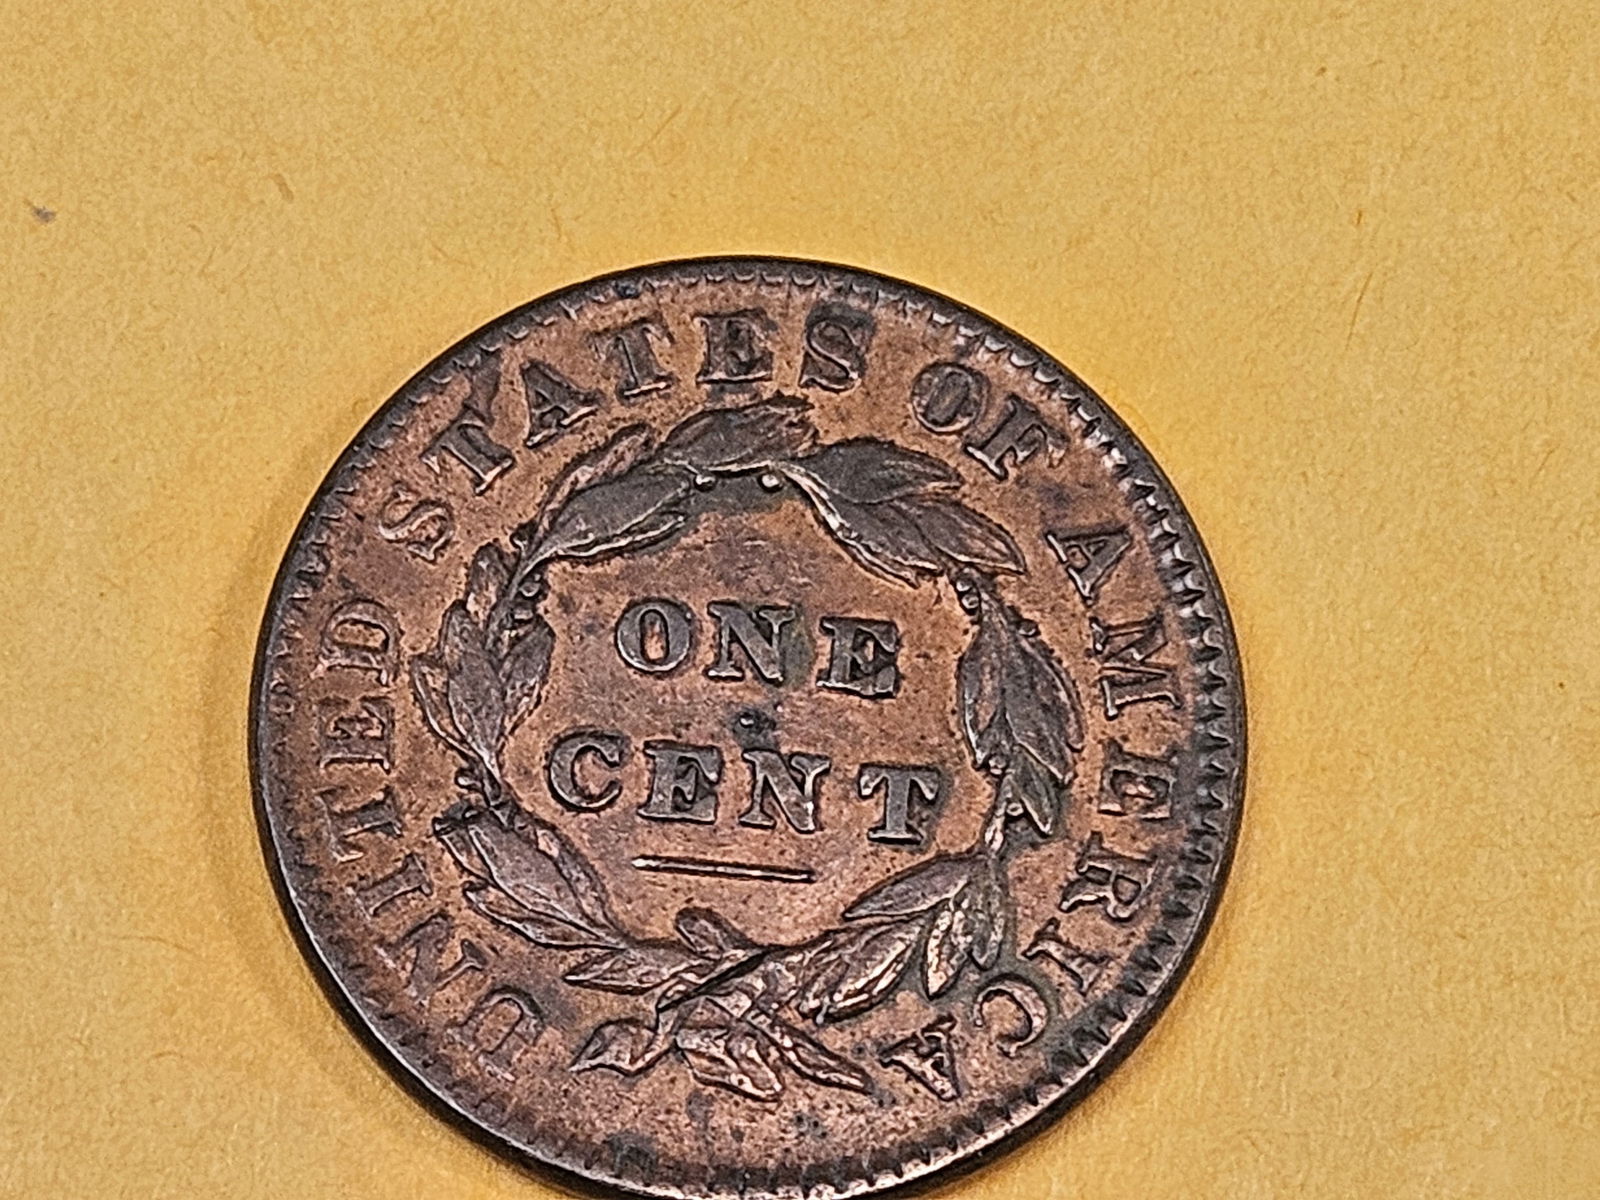 UNITED STATES OF AMERICA
ONE
CENT